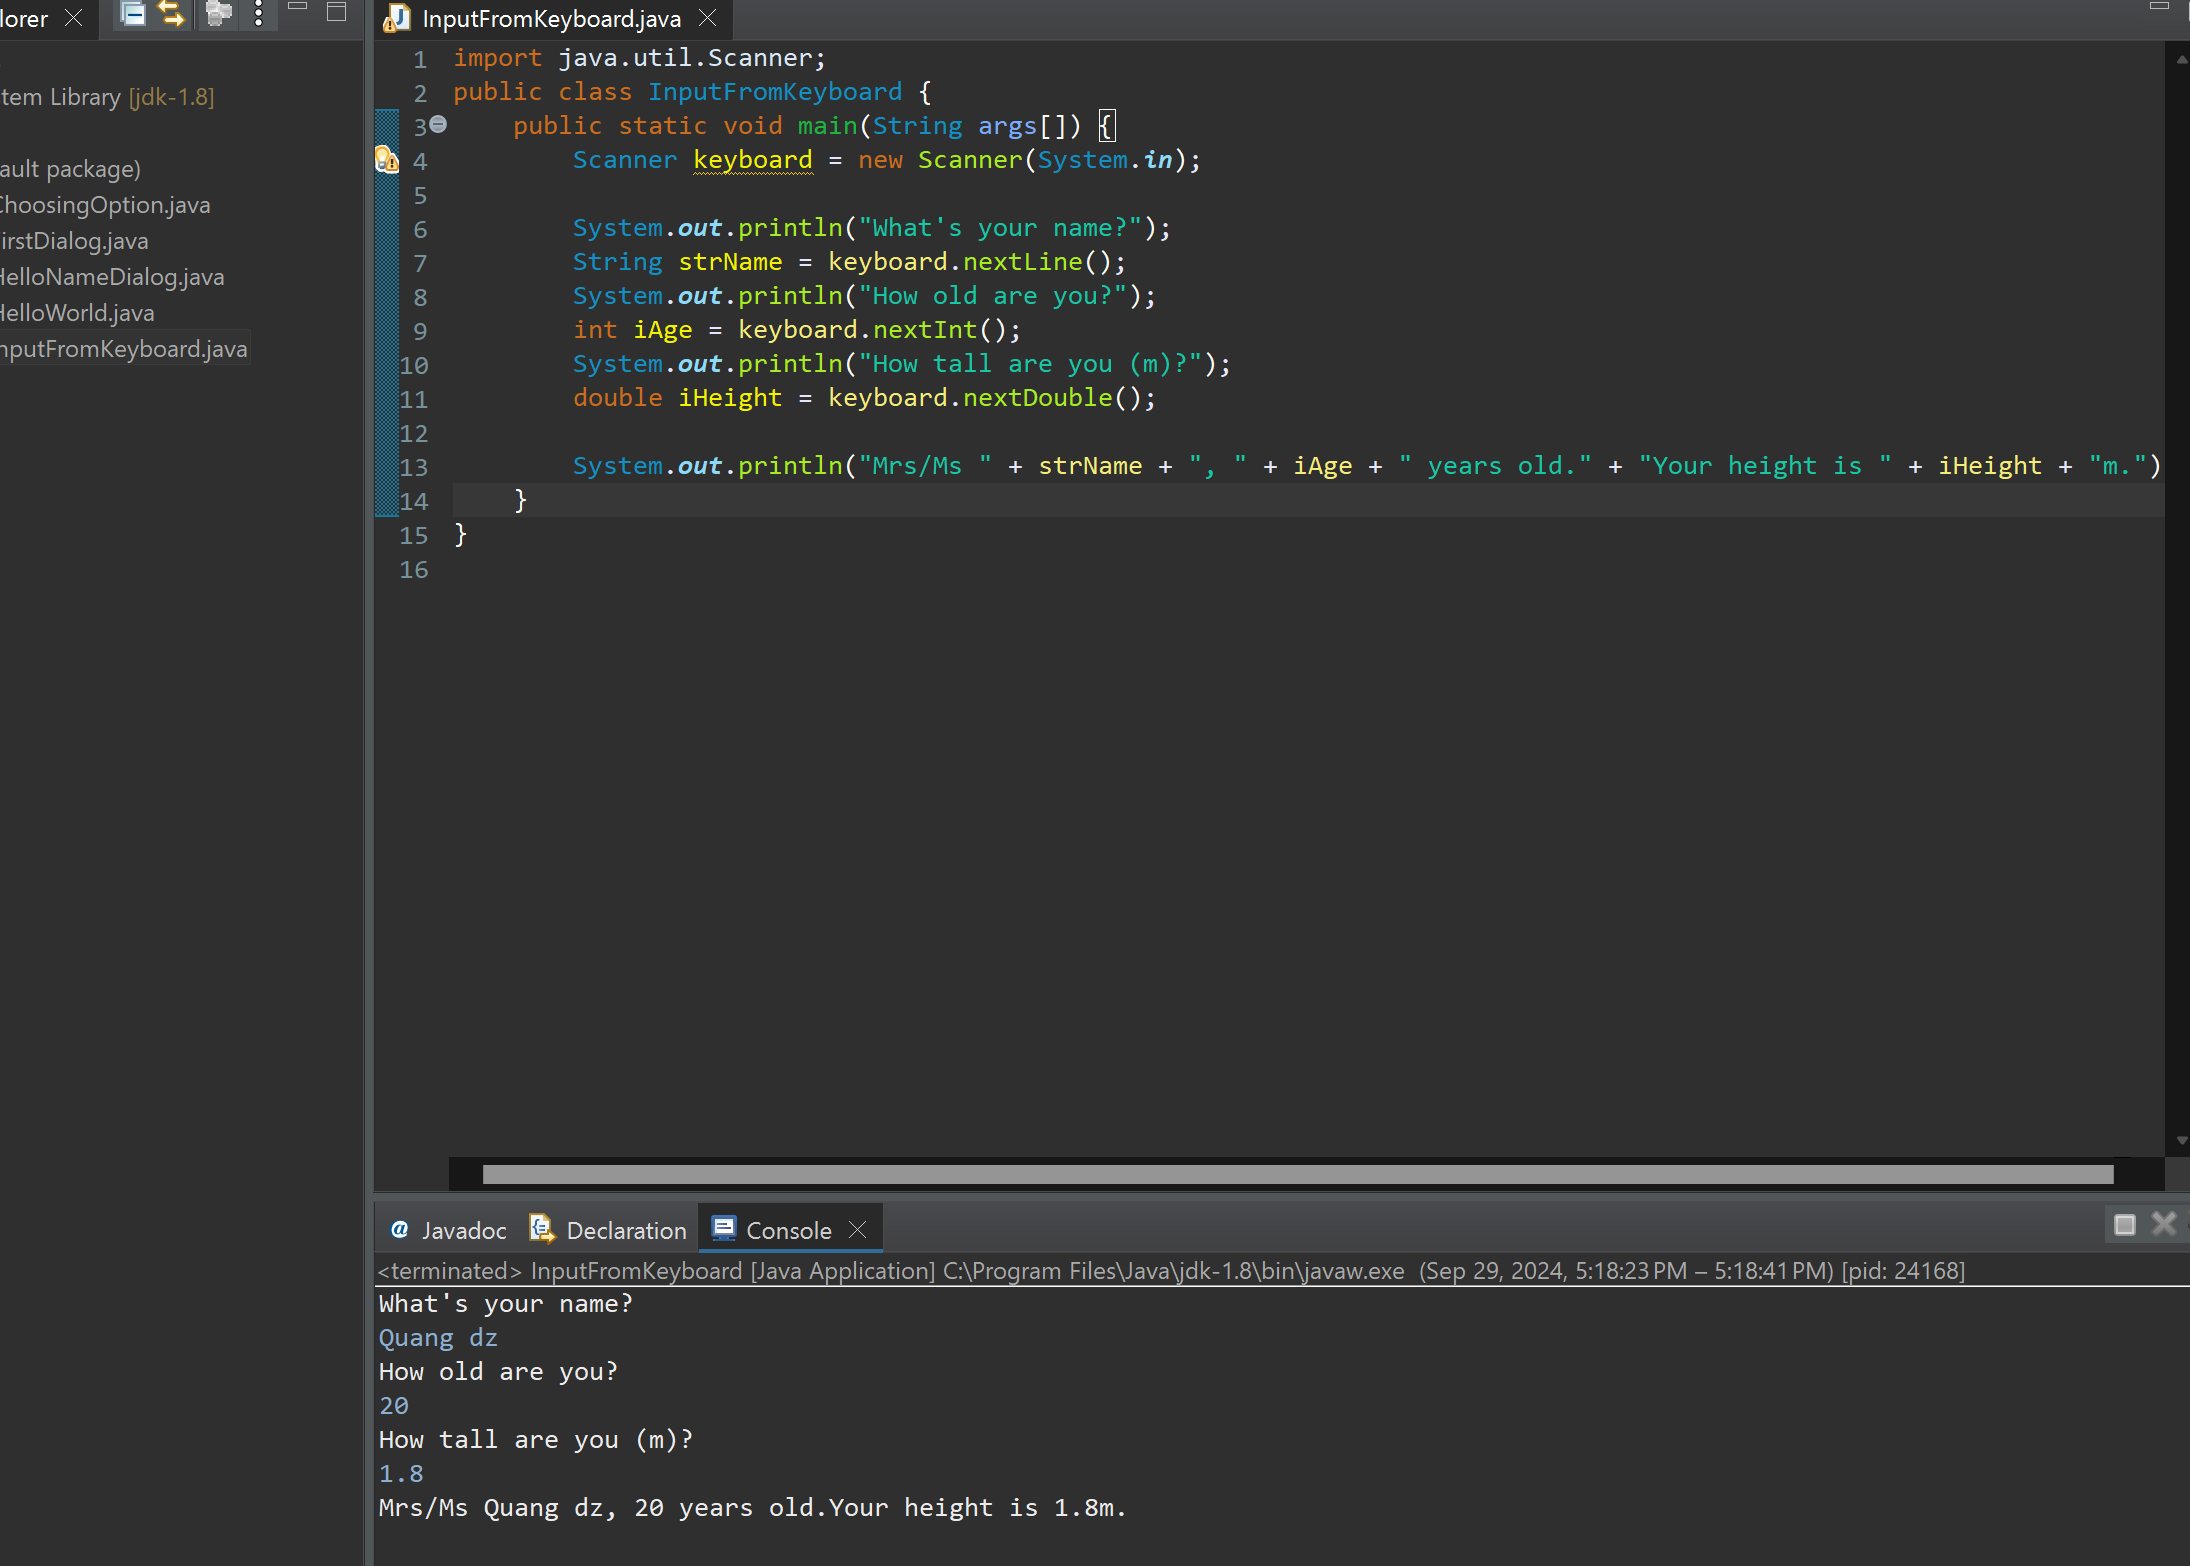 lorer
InputFromKeyboard.java
tem Library [jdk-1.8]
ault package)
ChoosingOption.java
irstDialog.java
HelloNameDialog.java
HelloWorld.java
nputFromKeyboard.java
1 import java.util.Scanner;
2 public class InputFromKeyboard {
3 public static void main(String args[]) {
4 Scanner keyboard = new Scanner(System.in);
5
6 System.out.println("What's your name?");
7 String strName = keyboard.nextLine();
8 System.out.println("How old are you?");
9 int iAge = keyboard.nextInt();
10 System.out.println("How tall are you (m)?");
11 double iHeight = keyboard.nextDouble();
12
13 System.out.println("Mrs/Ms " + strName + ", " + iAge + " years old." + "Your height is " + iHeight + "m.")
14 }
15 }
16
Javadoc Declaration Console
<terminated> InputFromKeyboard [Java Application] C:\Program Files\Java\jdk-1.8\bin\javaw.exe (Sep 29, 2024, 5:18:23 PM – 5:18:41 PM) [pid: 24168]
What's your name?
Quang dz
How old are you?
20
How tall are you (m)?
1.8
Mrs/Ms Quang dz, 20 years old.Your height is 1.8m.